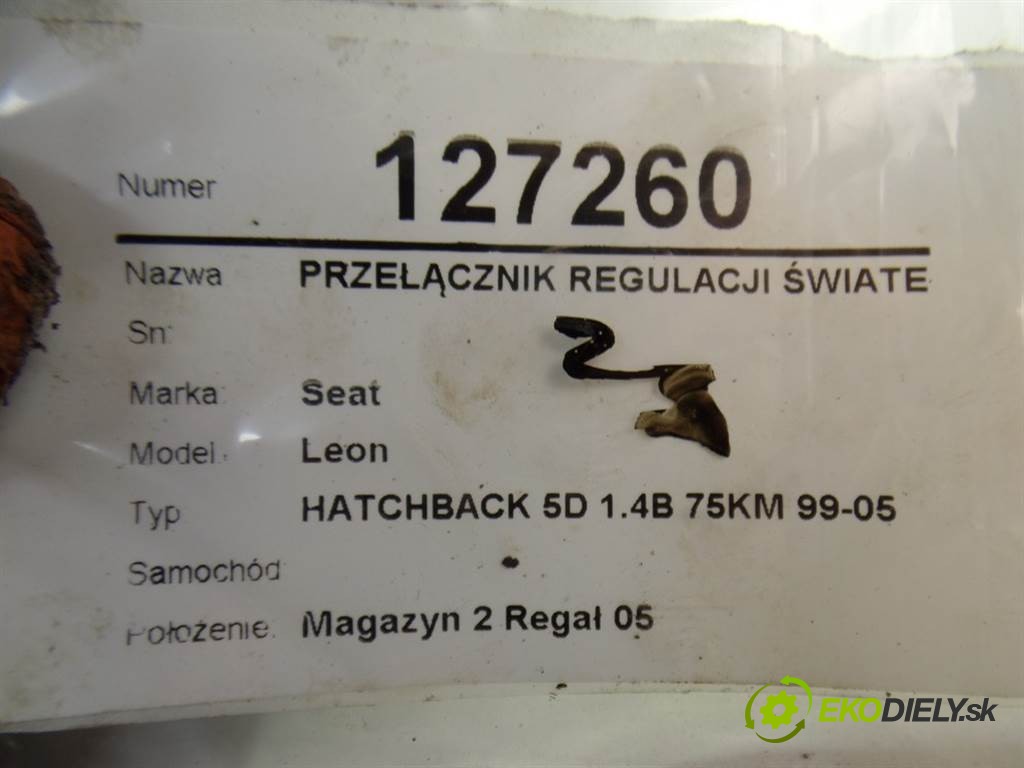 Numer 127260
Nazwa PRZEŁĄCZNIK REGULACJI ŚWIATE
Sn:
Marka: Seat
Model: Leon
Typ HATCHBACK 5D 1.4B 75KM 99-05
Samochód
Położenie: Magazyn 2 Regał 05
EKODIELY.sk